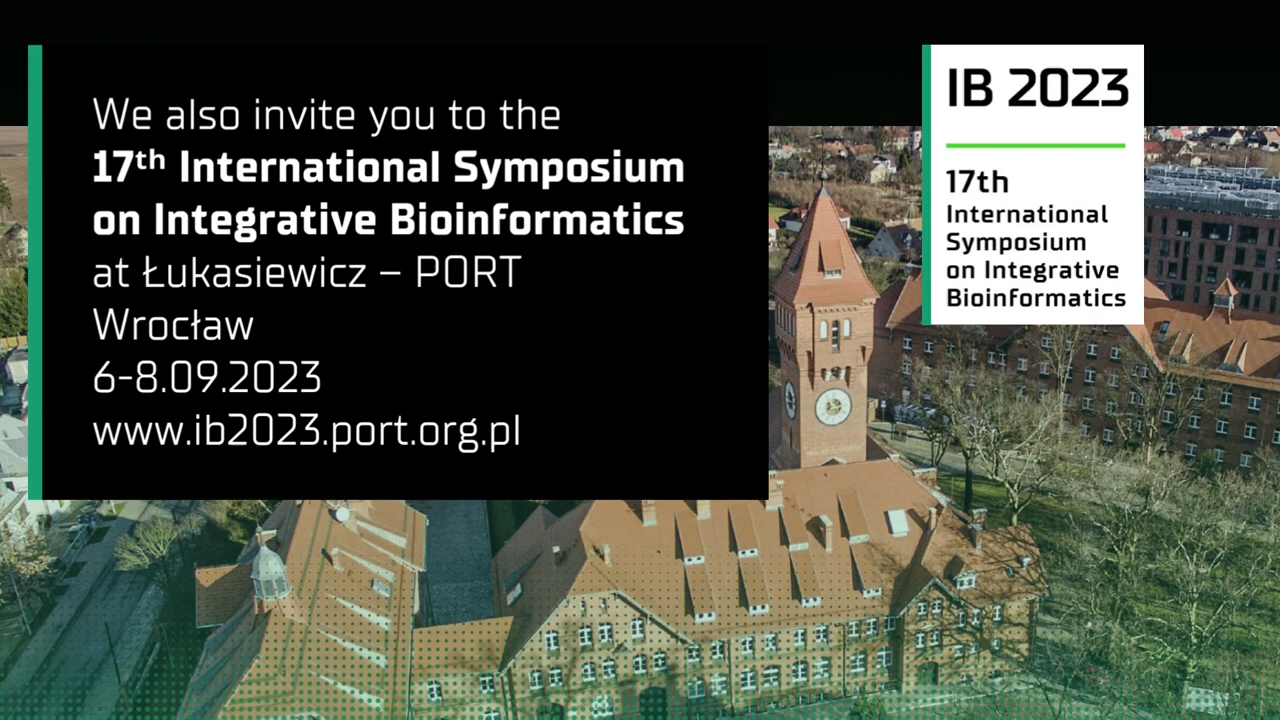 We also invite you to the
17th International Symposium
on Integrative Bioinformatics
at Łukasiewicz – PORT
Wrocław
6-8.09.2023
www.ib2023.port.org.pl
IB 2023
17th
International
Symposium
on Integrative
Bioinformatics